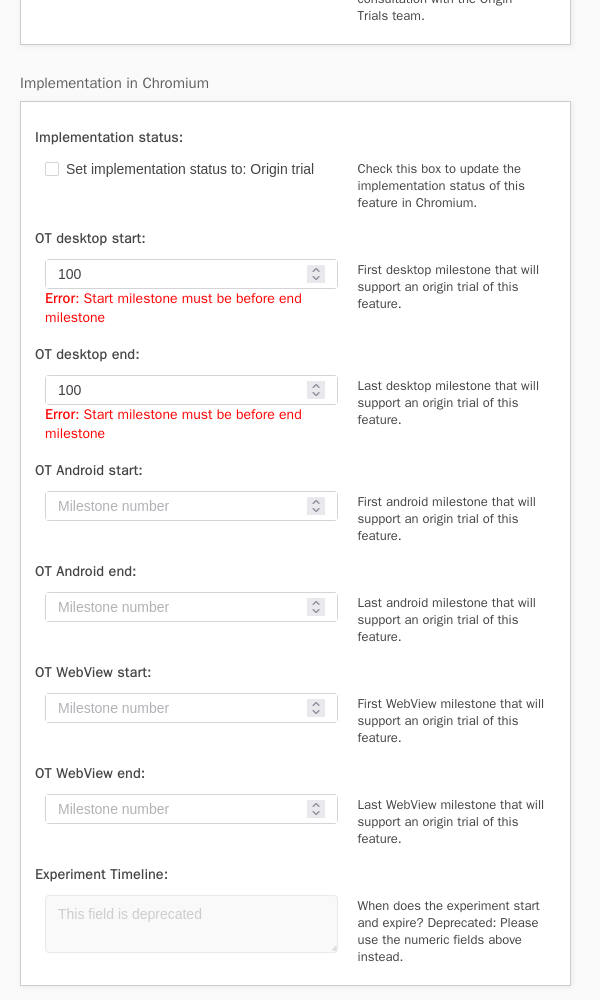 consultation with the Origin
Trials team.
Implementation in Chromium
Implementation status:
Set implementation status to: Origin trial
Check this box to update the
implementation status of this
feature in Chromium.
OT desktop start:
100
Error: Start milestone must be before end
milestone
First desktop milestone that will
support an origin trial of this
feature.
OT desktop end:
100
Error: Start milestone must be before end
milestone
Last desktop milestone that will
support an origin trial of this
feature.
OT Android start:
Milestone number
First android milestone that will
support an origin trial of this
feature.
OT Android end:
Milestone number
Last android milestone that will
support an origin trial of this
feature.
OT WebView start:
Milestone number
First WebView milestone that will
support an origin trial of this
feature.
OT WebView end:
Milestone number
Last WebView milestone that will
support an origin trial of this
feature.
Experiment Timeline:
This field is deprecated
When does the experiment start
and expire? Deprecated: Please
use the numeric fields above
instead.